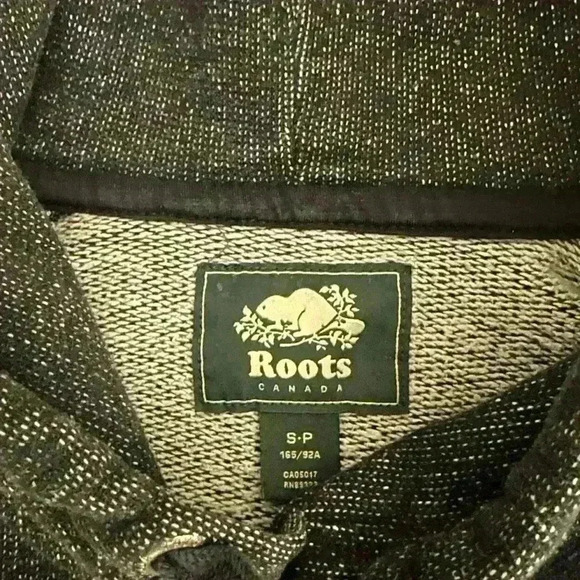 Roots
CANADA
S·P
165/92A
CA05017